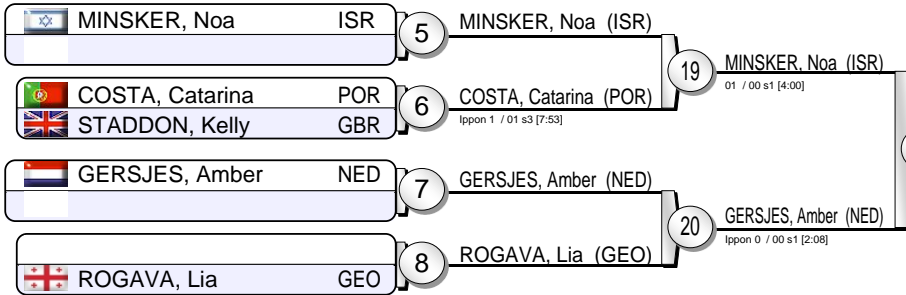 MINSKER, Noa ISR
5
MINSKER, Noa (ISR)
COSTA, Catarina POR
STADDON, Kelly GBR
6
COSTA, Catarina (POR)
Ippon 1 / 01 s3 [7:53]
19
MINSKER, Noa (ISR)
01 / 00 s1 [4:00]
GERSJES, Amber NED
7
GERSJES, Amber (NED)
ROGAVA, Lia GEO
8
ROGAVA, Lia (GEO)
20
GERSJES, Amber (NED)
Ippon 0 / 00 s1 [2:08]